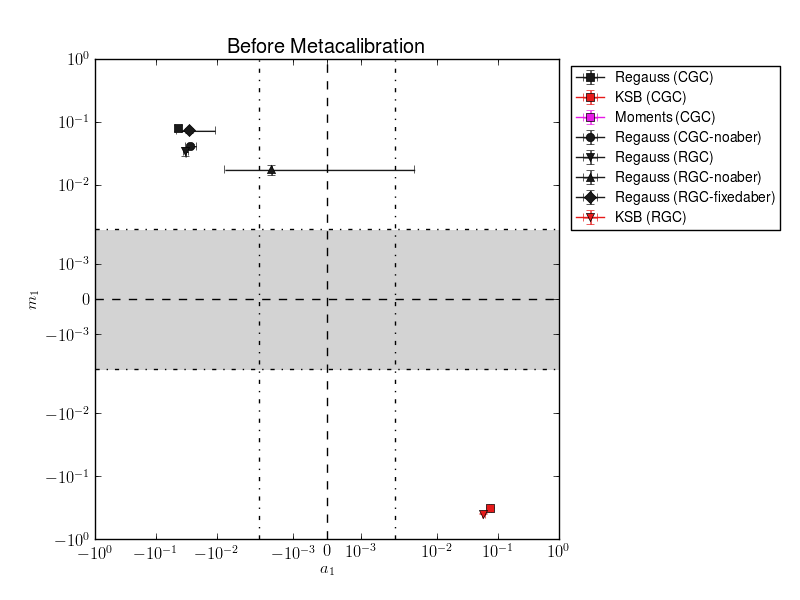 Before Metacalibration
10^0
10^-1
10^-2
10^-3
0
−10^-3
−10^-2
−10^-1
−10^0
m_1
−10^0 −10^-1 −10^-2 −10^-3 0 10^-3 10^-2 10^-1 10^0
a_1
Regauss (CGC)
KSB (CGC)
Moments (CGC)
Regauss (CGC-noaber)
Regauss (RGC)
Regauss (RGC-noaber)
Regauss (RGC-fixedaber)
KSB (RGC)